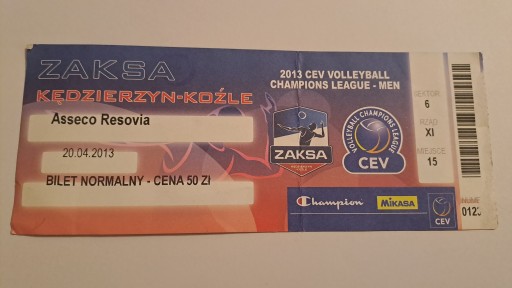 ZAKSA
KĘDZIERZYN-KOŹLE
Asseco Resovia
20.04.2013
BILET NORMALNY - CENA 50 Zl
2013 CEV VOLLEYBALL
CHAMPIONS LEAGUE - MEN
ZAKSA
VOLLEYBALL CHAMPIONS LEAGUE
CEV
Champion
MIKASA
CEV
SEKTOR
6
RZĄD
XI
MIEJSCE
15